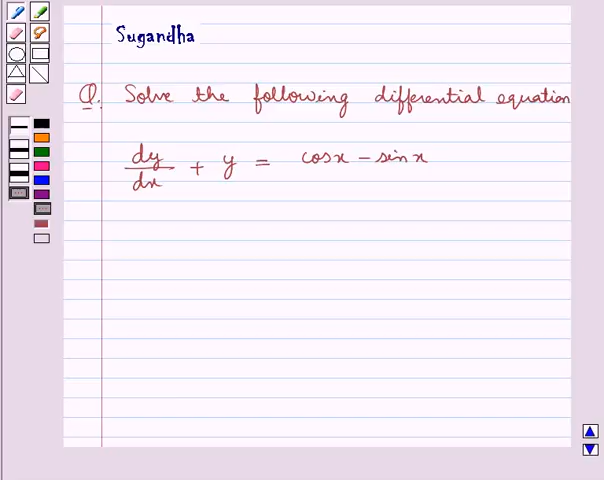 Sugandha
Q. Solve the following differential equation
dy/dx + y = cosx - sinx